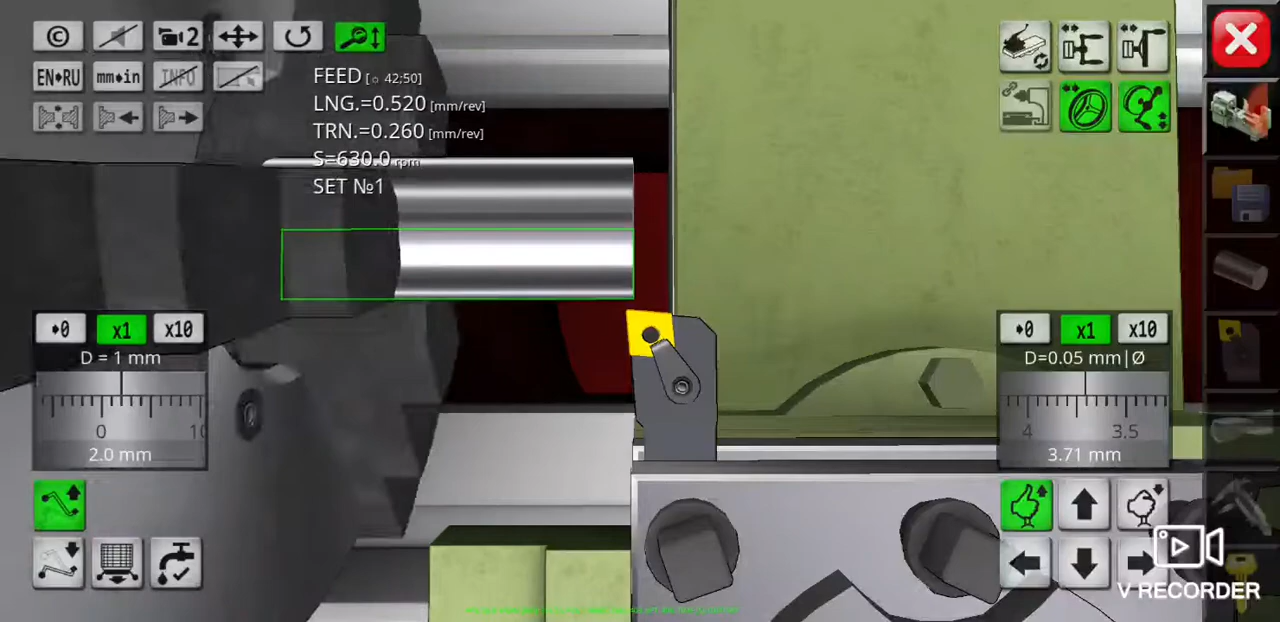 ©
2
EN•RU
mm•in
INFO
FEED [☼ 42;50]
LNG.=0.520 [mm/rev]
TRN.=0.260 [mm/rev]
S=630.0 rpm
SET №1
•0 x1 x10
D = 1 mm
0 10
2.0 mm
•0 x1 x10
D=0.05 mm|Ø
4 3.5
3.71 mm
V RECORDER